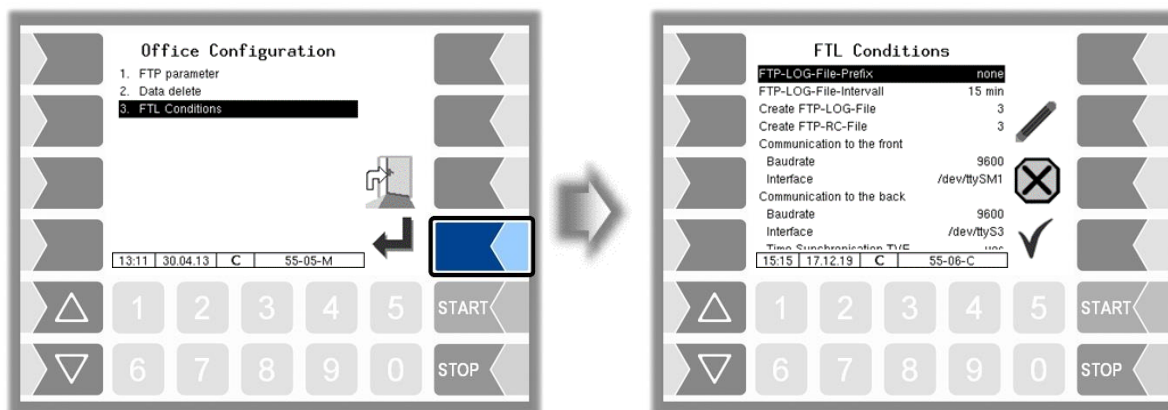 Office Configuration
1. FTP parameter
2. Data delete
3. FTL Conditions
13:11 30.04.13 C 55-05-M
1 2 3 4 5 START
6 7 8 9 0 STOP
FTL Conditions
FTP-LOG-File-Prefix none
FTP-LOG-File-Intervall 15 min
Create FTP-LOG-File 3
Create FTP-RC-File 3
Communication to the front
Baudrate 9600
Interface /dev/ttySM1
Communication to the back
Baudrate 9600
Interface /dev/ttyS3
Time Synchronisation TVE yes
15:15 17.12.19 C 55-06-C
1 2 3 4 5 START
6 7 8 9 0 STOP